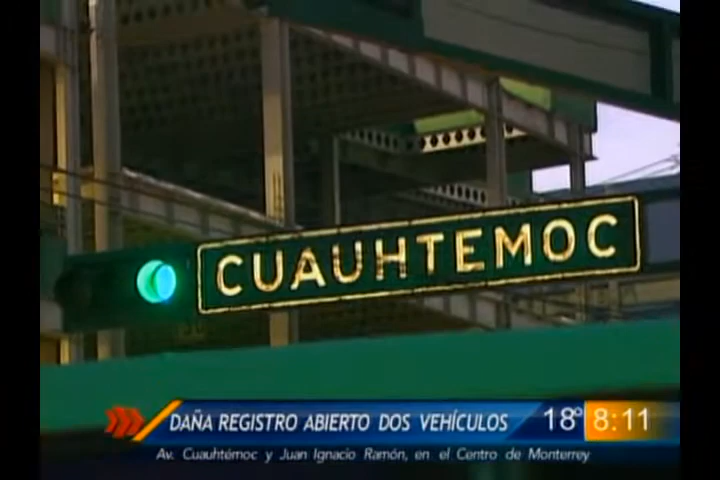 CUAUHTEMOC
DAÑA REGISTRO ABIERTO DOS VEHÍCULOS
18° 8:11
Av. Cuauhtémoc y Juan Ignacio Ramón, en el Centro de Monterrey